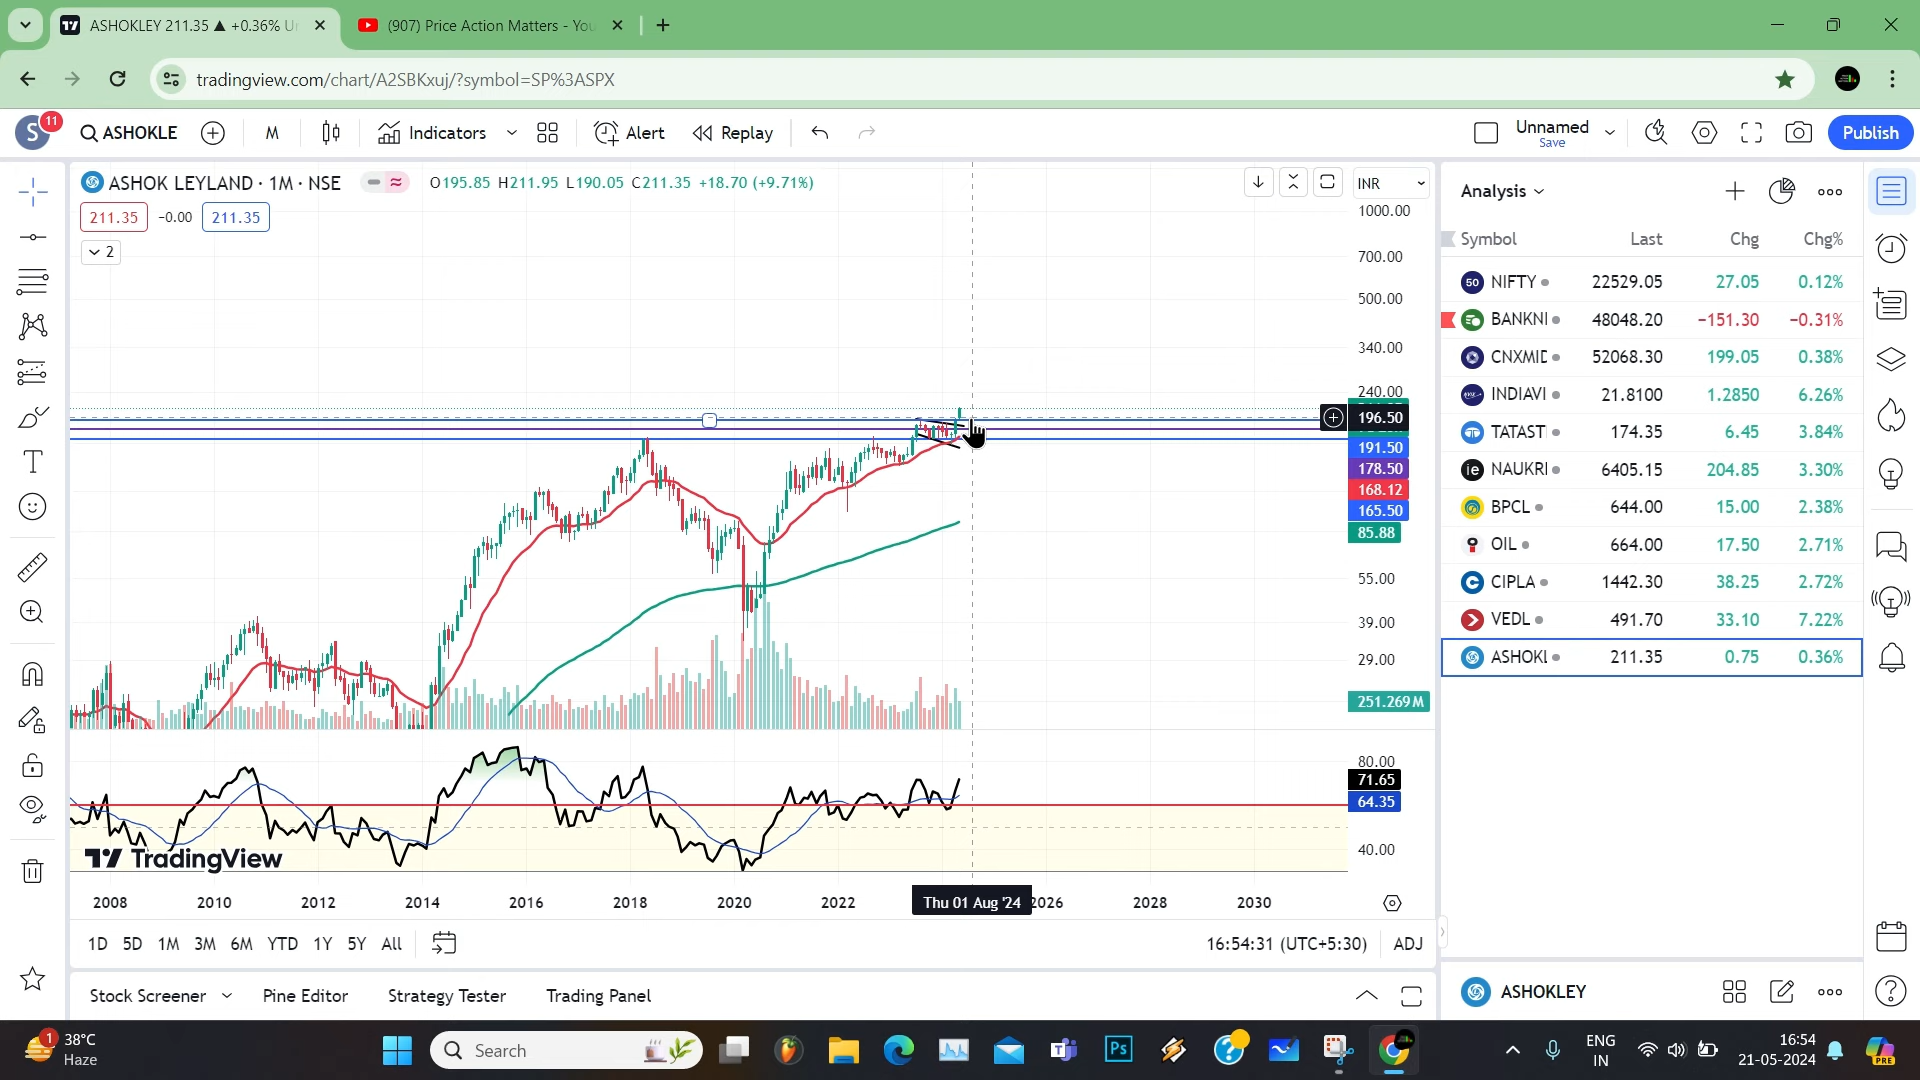 ASHOKLEY 211.35 ▲ +0.36% Un
(907) Price Action Matters - You
tradingview.com/chart/A2SBKxuj/?symbol=SP%3ASPX
S 11 ASHOKLE M Indicators Alert Replay Unnamed Save Publish
ASHOK LEYLAND · 1M · NSE O195.85 H211.95 L190.05 C211.35 +18.70 (+9.71%)
211.35 −0.00 211.35
2
INR
1000.00
700.00
500.00
340.00
240.00
196.50
191.50
178.50
168.12
165.50
85.88
55.00
39.00
29.00
251.269M
80.00
71.65
64.35
40.00
TradingView
2008 2010 2012 2014 2016 2018 2020 2022 Thu 01 Aug '24 2026 2028 2030
1D 5D 1M 3M 6M YTD 1Y 5Y All 16:54:31 (UTC+5:30) ADJ
Stock Screener Pine Editor Strategy Tester Trading Panel
Analysis
Symbol Last Chg Chg%
50 NIFTY 22529.05 27.05 0.12%
BANKNI 48048.20 −151.30 −0.31%
CNXMID 52068.30 199.05 0.38%
INDIAVI 21.8100 1.2850 6.26%
TATAST 174.35 6.45 3.84%
ie NAUKRI 6405.15 204.85 3.30%
BPCL 644.00 15.00 2.38%
OIL 664.00 17.50 2.71%
CIPLA 1442.30 38.25 2.72%
VEDL 491.70 33.10 7.22%
ASHOKL 211.35 0.75 0.36%
ASHOKLEY
1 38°C
Haze
Search
Ps
ENG
IN
16:54
21-05-2024
PRE